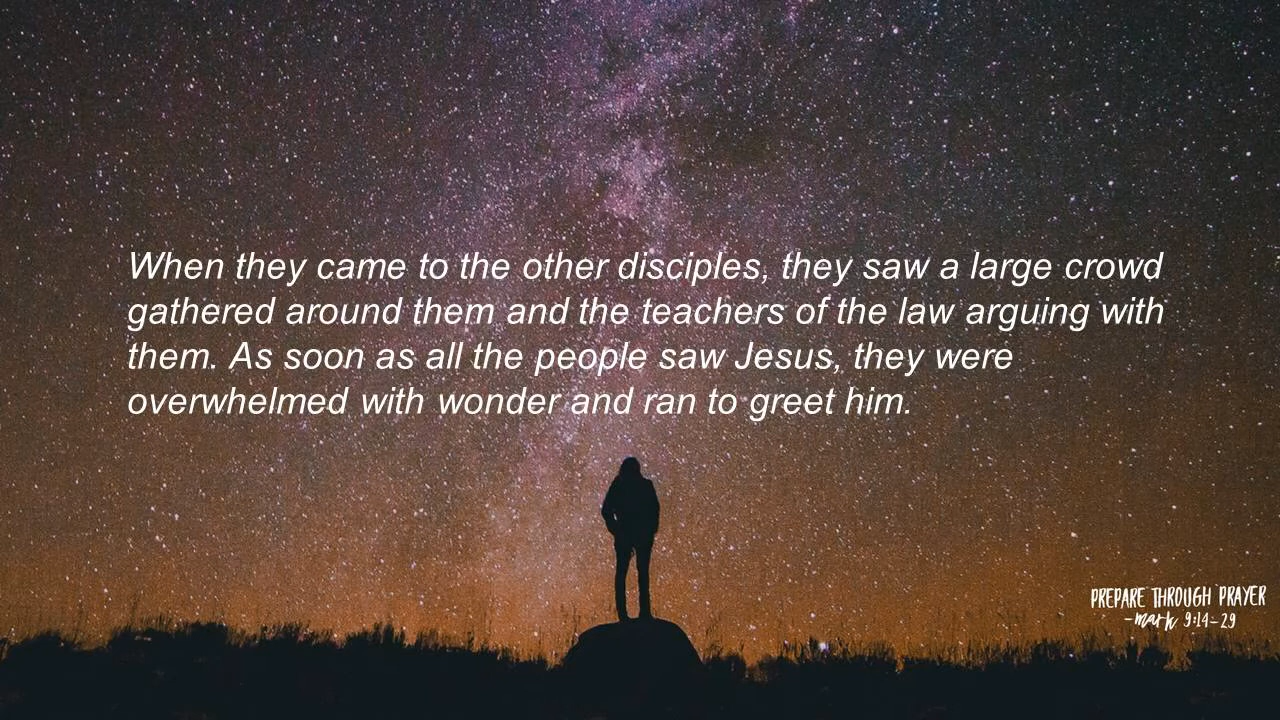 When they came to the other disciples, they saw a large crowd
gathered around them and the teachers of the law arguing with
them. As soon as all the people saw Jesus, they were
overwhelmed with wonder and ran to greet him.
PREPARE THROUGH PRAYER
-mark 9:14-29